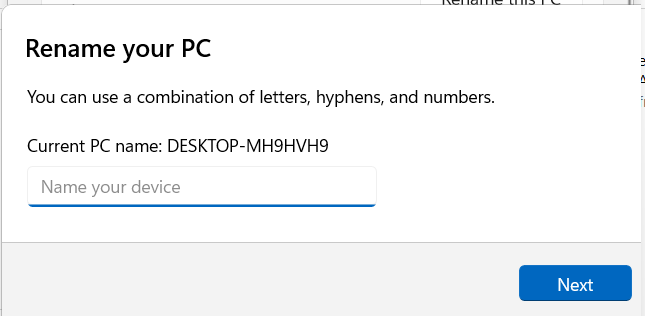 Rename this PC
Rename your PC
You can use a combination of letters, hyphens, and numbers.
Current PC name: DESKTOP-MH9HVH9
Name your device
Next